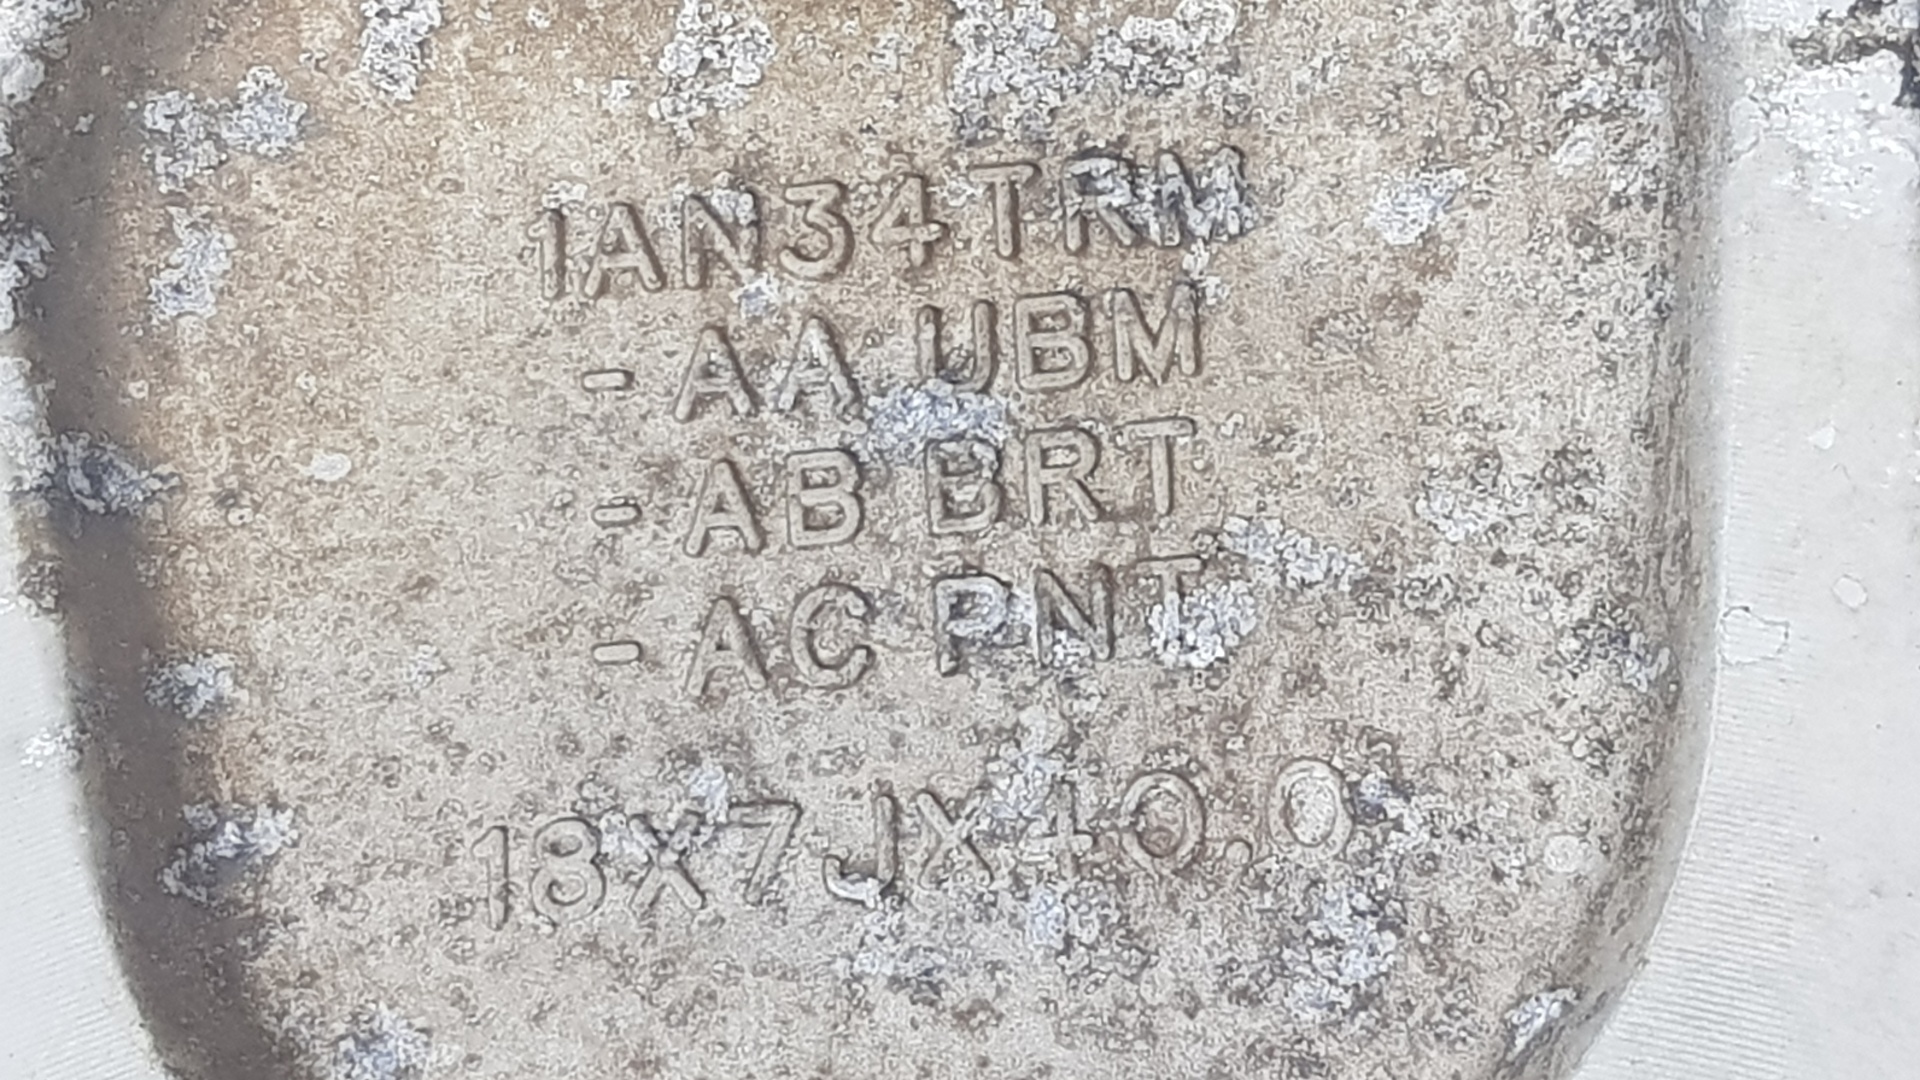 1AN34TRM
- AA UBM
- AB BRT
- AC PNT
18X7JX40.0